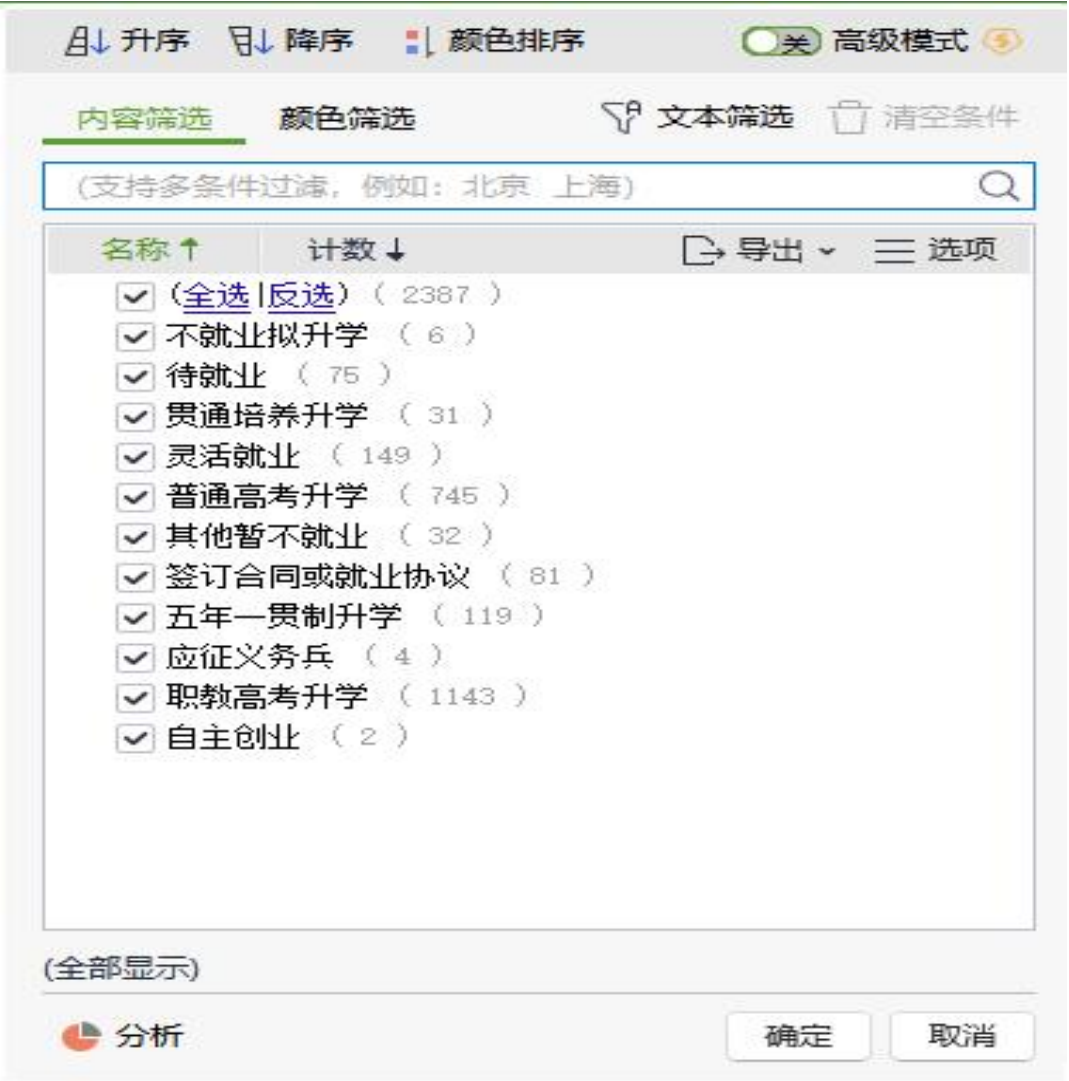 升序 降序 颜色排序 关 高级模式
内容筛选 颜色筛选 文本筛选 清空条件
(支持多条件过滤，例如：北京 上海)
名称↑ 计数↓ 导出 选项
(全选|反选) ( 2387 )
不就业拟升学 ( 6 )
待就业 ( 75 )
贯通培养升学 ( 31 )
灵活就业 ( 149 )
普通高考升学 ( 745 )
其他暂不就业 ( 32 )
签订合同或就业协议 ( 81 )
五年一贯制升学 ( 119 )
应征义务兵 ( 4 )
职教高考升学 ( 1143 )
自主创业 ( 2 )
(全部显示)
分析 确定 取消